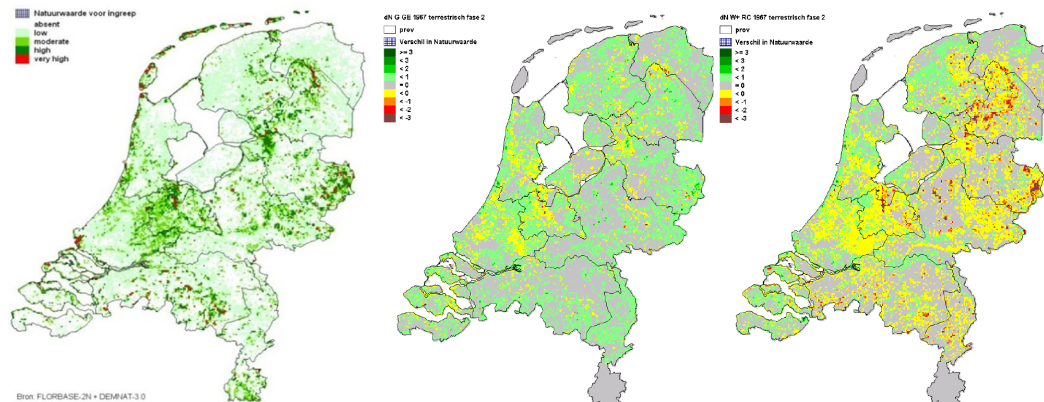 Natuurwaarde voor ingreep
absent
low
moderate
high
very high
Bron: FLORBASE-2N • DEMNAT-3.0
dN G GE 1967 terrestrisch fase 2
prov
Verschil in Natuurwaarde
>= 3
< 3
< 2
< 1
= 0
< 0
< -1
< -2
< -3
dN W+ RC 1967 terrestrisch fase 2
prov
Verschil in Natuurwaarde
>= 3
< 3
< 2
< 1
= 0
< 0
< -1
< -2
< -3